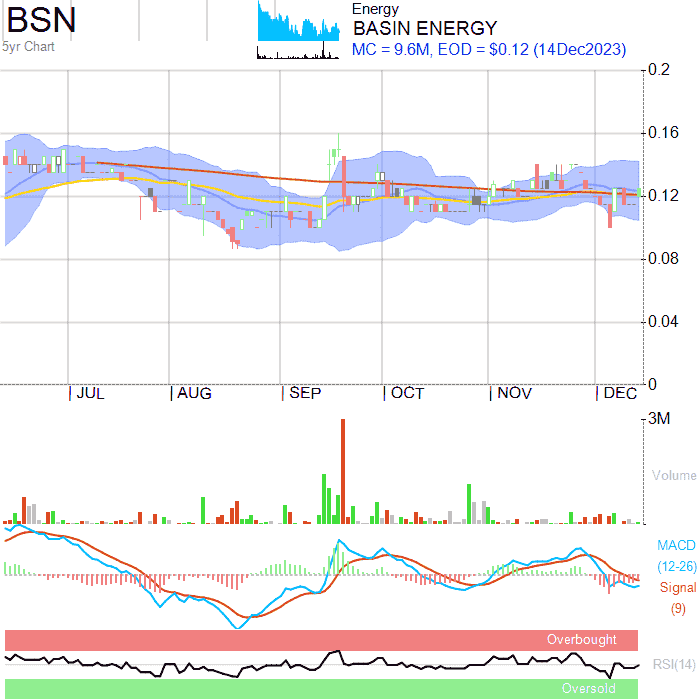 BSN
5yr Chart
Energy
BASIN ENERGY
MC = 9.6M, EOD = $0.12 (14Dec2023)
0.2
0.16
0.12
0.08
0.04
0
JUL AUG SEP OCT NOV DEC
3M
Volume
MACD
(12-26)
Signal
(9)
Overbought
RSI(14)
Oversold